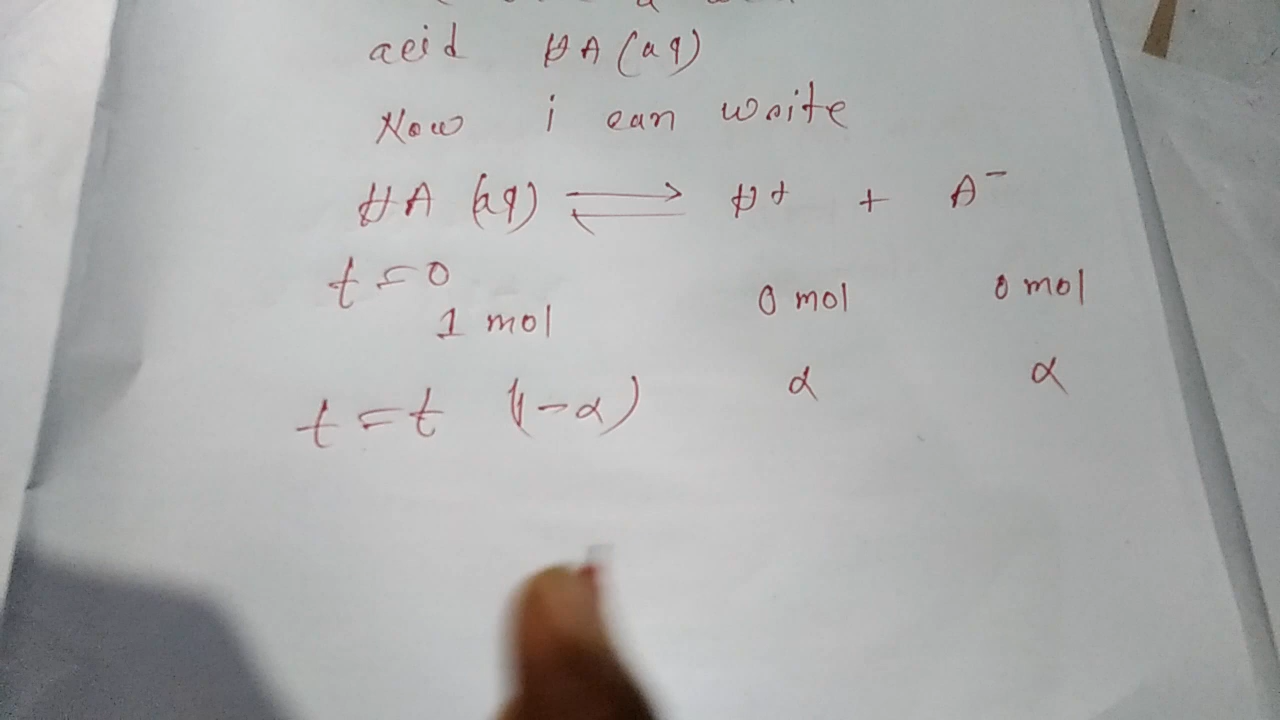 acid HA (aq)
Now i can write
HA (aq) ⇌ H+ + A⁻
t = 0
1 mol 0 mol 0 mol
t = t (1-α) α α